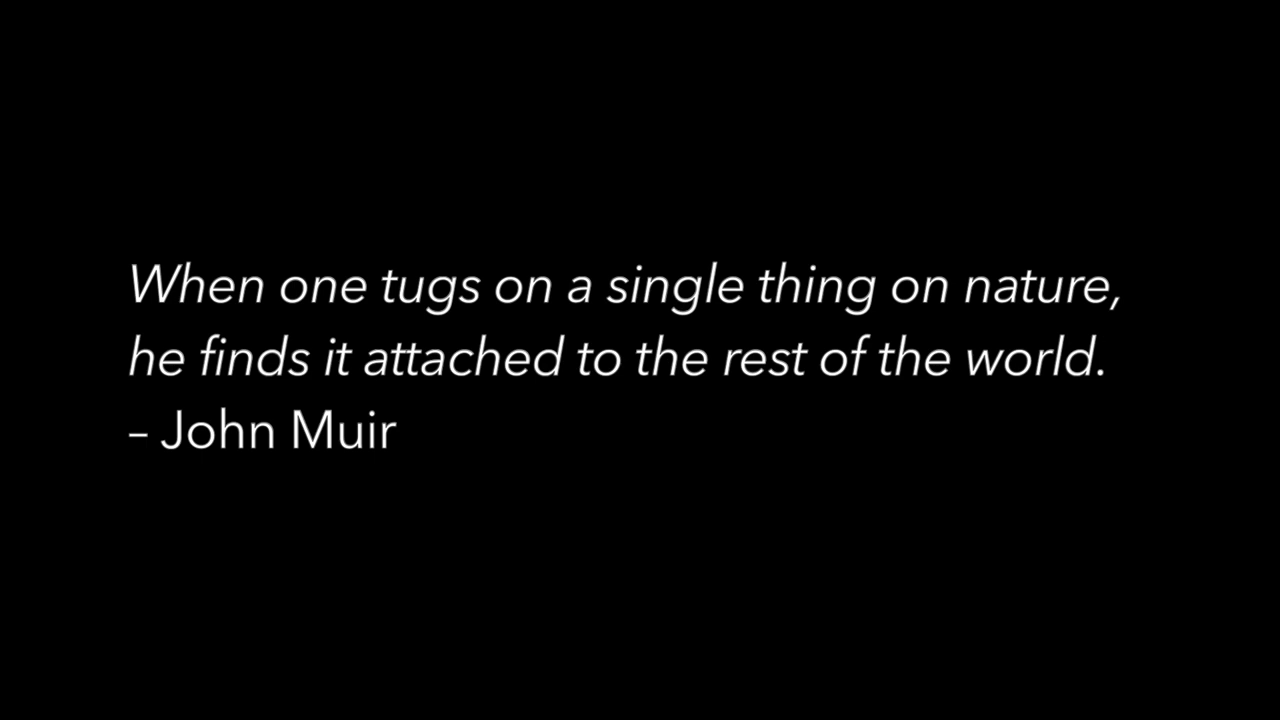 When one tugs on a single thing on nature,
he finds it attached to the rest of the world.
– John Muir